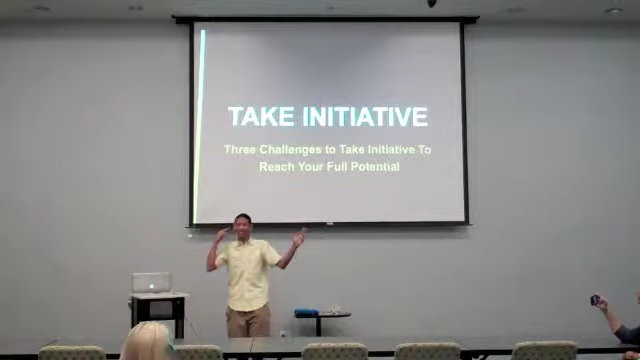 TAKE INITIATIVE
Three Challenges to Take Initiative To
Reach Your Full Potential